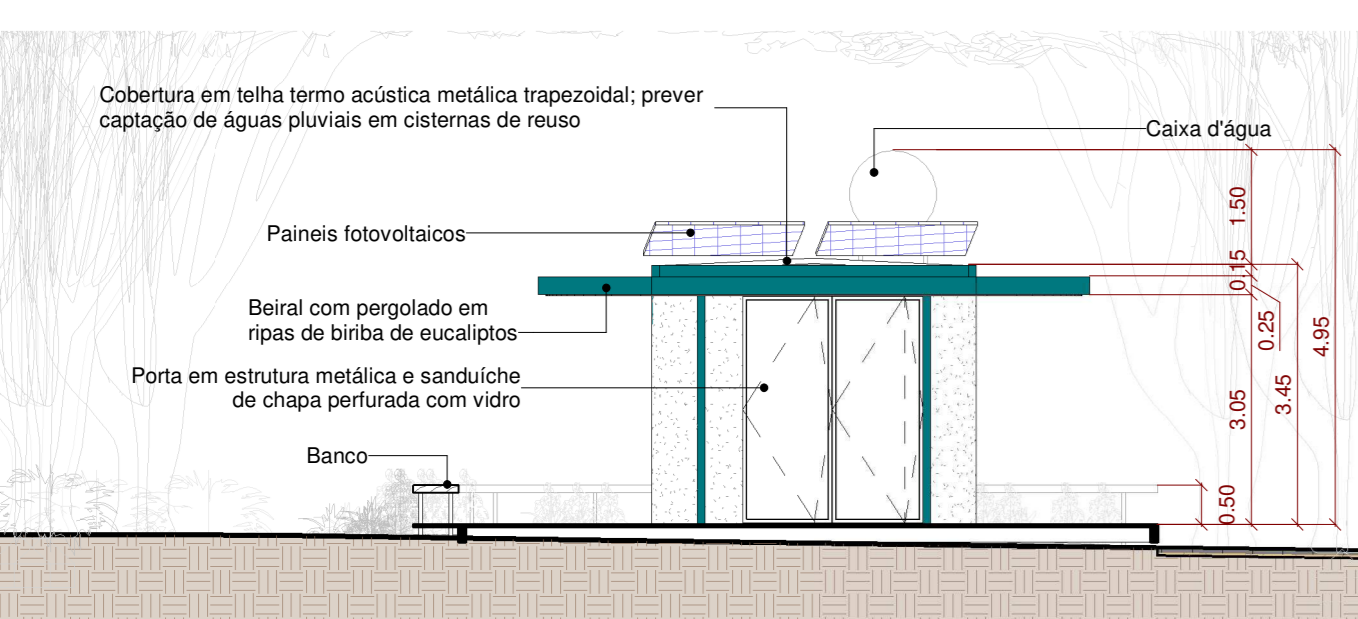 Cobertura em telha termo acústica metálica trapezoidal; prever
captação de águas pluviais em cisternas de reuso
Caixa d'água
Paineis fotovoltaicos
Beiral com pergolado em
ripas de biriba de eucaliptos
Porta em estrutura metálica e sanduíche
de chapa perfurada com vidro
Banco
1.50
0.15
0.25
4.95
3.05
3.45
0.50